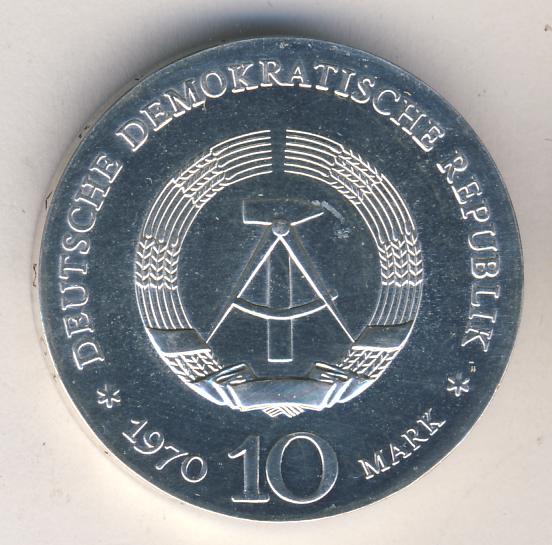 DEUTSCHE DEMOKRATISCHE REPUBLIK
* 1970 10 MARK *